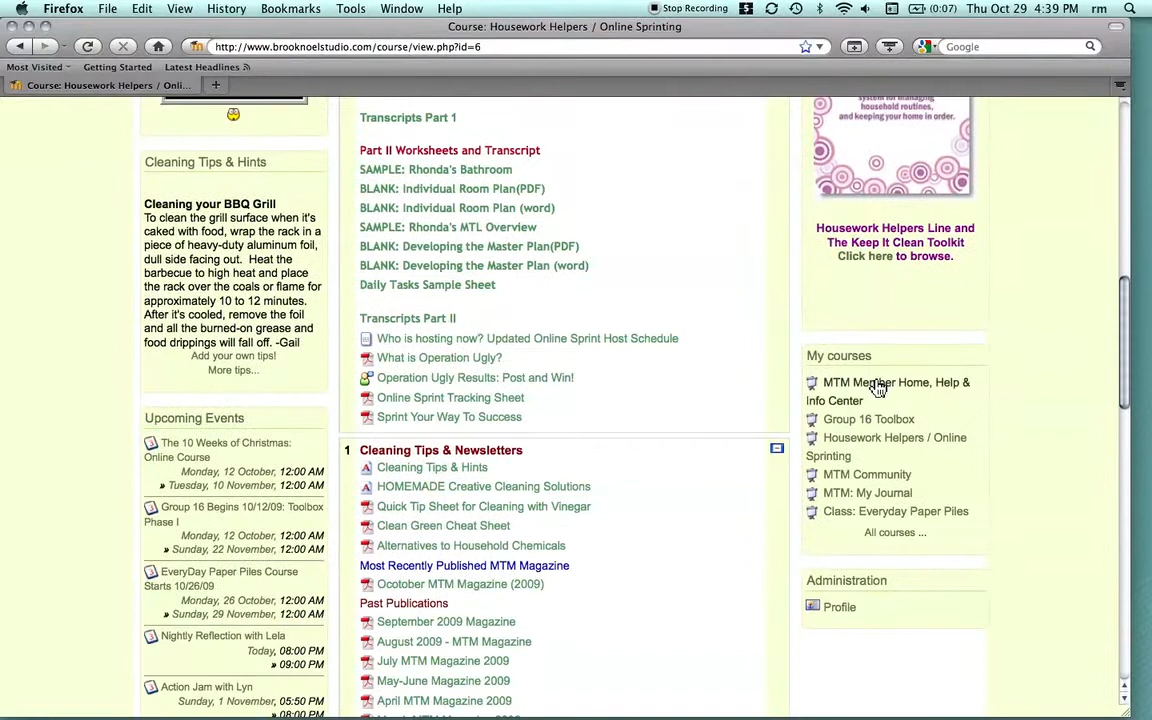 Firefox File Edit View History Bookmarks Tools Window Help Stop Recording (0:07) Thu Oct 29 4:39 PM rm
Course: Housework Helpers / Online Sprinting
http://www.brooknoelstudio.com/course/view.php?id=6
Google
Most Visited Getting Started Latest Headlines
Course: Housework Helpers / Onli...
Cleaning Tips & Hints
Cleaning your BBQ Grill
To clean the grill surface when it's
caked with food, wrap the rack in a
piece of heavy-duty aluminum foil,
dull side facing out. Heat the
barbecue to high heat and place
the rack over the coals or flame for
approximately 10 to 12 minutes.
After it's cooled, remove the foil
and all the burned-on grease and
food drippings will fall off. -Gail
Add your own tips!
More tips...
Upcoming Events
The 10 Weeks of Christmas:
Online Course
Monday, 12 October, 12:00 AM
» Tuesday, 10 November, 12:00 AM
Group 16 Begins 10/12/09: Toolbox
Phase I
Monday, 12 October, 12:00 AM
» Sunday, 22 November, 12:00 AM
EveryDay Paper Piles Course
Starts 10/26/09
Monday, 26 October, 12:00 AM
» Sunday, 29 November, 12:00 AM
Nightly Reflection with Lela
Today, 08:00 PM
» 09:00 PM
Action Jam with Lyn
Sunday, 1 November, 05:50 PM
» 08:00 PM
Transcripts Part 1
Part II Worksheets and Transcript
SAMPLE: Rhonda's Bathroom
BLANK: Individual Room Plan(PDF)
BLANK: Individual Room Plan (word)
SAMPLE: Rhonda's MTL Overview
BLANK: Developing the Master Plan(PDF)
BLANK: Developing the Master Plan (word)
Daily Tasks Sample Sheet
Transcripts Part II
Who is hosting now? Updated Online Sprint Host Schedule
What is Operation Ugly?
Operation Ugly Results: Post and Win!
Online Sprint Tracking Sheet
Sprint Your Way To Success
1 Cleaning Tips & Newsletters
Cleaning Tips & Hints
HOMEMADE Creative Cleaning Solutions
Quick Tip Sheet for Cleaning with Vinegar
Clean Green Cheat Sheet
Alternatives to Household Chemicals
Most Recently Published MTM Magazine
Ocotober MTM Magazine (2009)
Past Publications
September 2009 Magazine
August 2009 - MTM Magazine
July MTM Magazine 2009
May-June Magazine 2009
April MTM Magazine 2009
system for managing
household routines,
and keeping your home in order.
Housework Helpers Line and
The Keep It Clean Toolkit
Click here to browse.
My courses
MTM Member Home, Help &
Info Center
Group 16 Toolbox
Housework Helpers / Online
Sprinting
MTM Community
MTM: My Journal
Class: Everyday Paper Piles
All courses ...
Administration
Profile